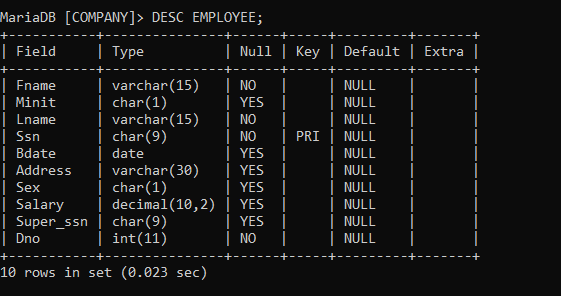 MariaDB [COMPANY]> DESC EMPLOYEE;
+-----------+---------------+------+-----+---------+-------+
| Field     | Type          | Null | Key | Default | Extra |
+-----------+---------------+------+-----+---------+-------+
| Fname     | varchar(15)   | NO   |     | NULL    |       |
| Minit     | char(1)       | YES  |     | NULL    |       |
| Lname     | varchar(15)   | NO   |     | NULL    |       |
| Ssn       | char(9)       | NO   | PRI | NULL    |       |
| Bdate     | date          | YES  |     | NULL    |       |
| Address   | varchar(30)   | YES  |     | NULL    |       |
| Sex       | char(1)       | YES  |     | NULL    |       |
| Salary    | decimal(10,2) | YES  |     | NULL    |       |
| Super_ssn | char(9)       | YES  |     | NULL    |       |
| Dno       | int(11)       | NO   |     | NULL    |       |
+-----------+---------------+------+-----+---------+-------+
10 rows in set (0.023 sec)